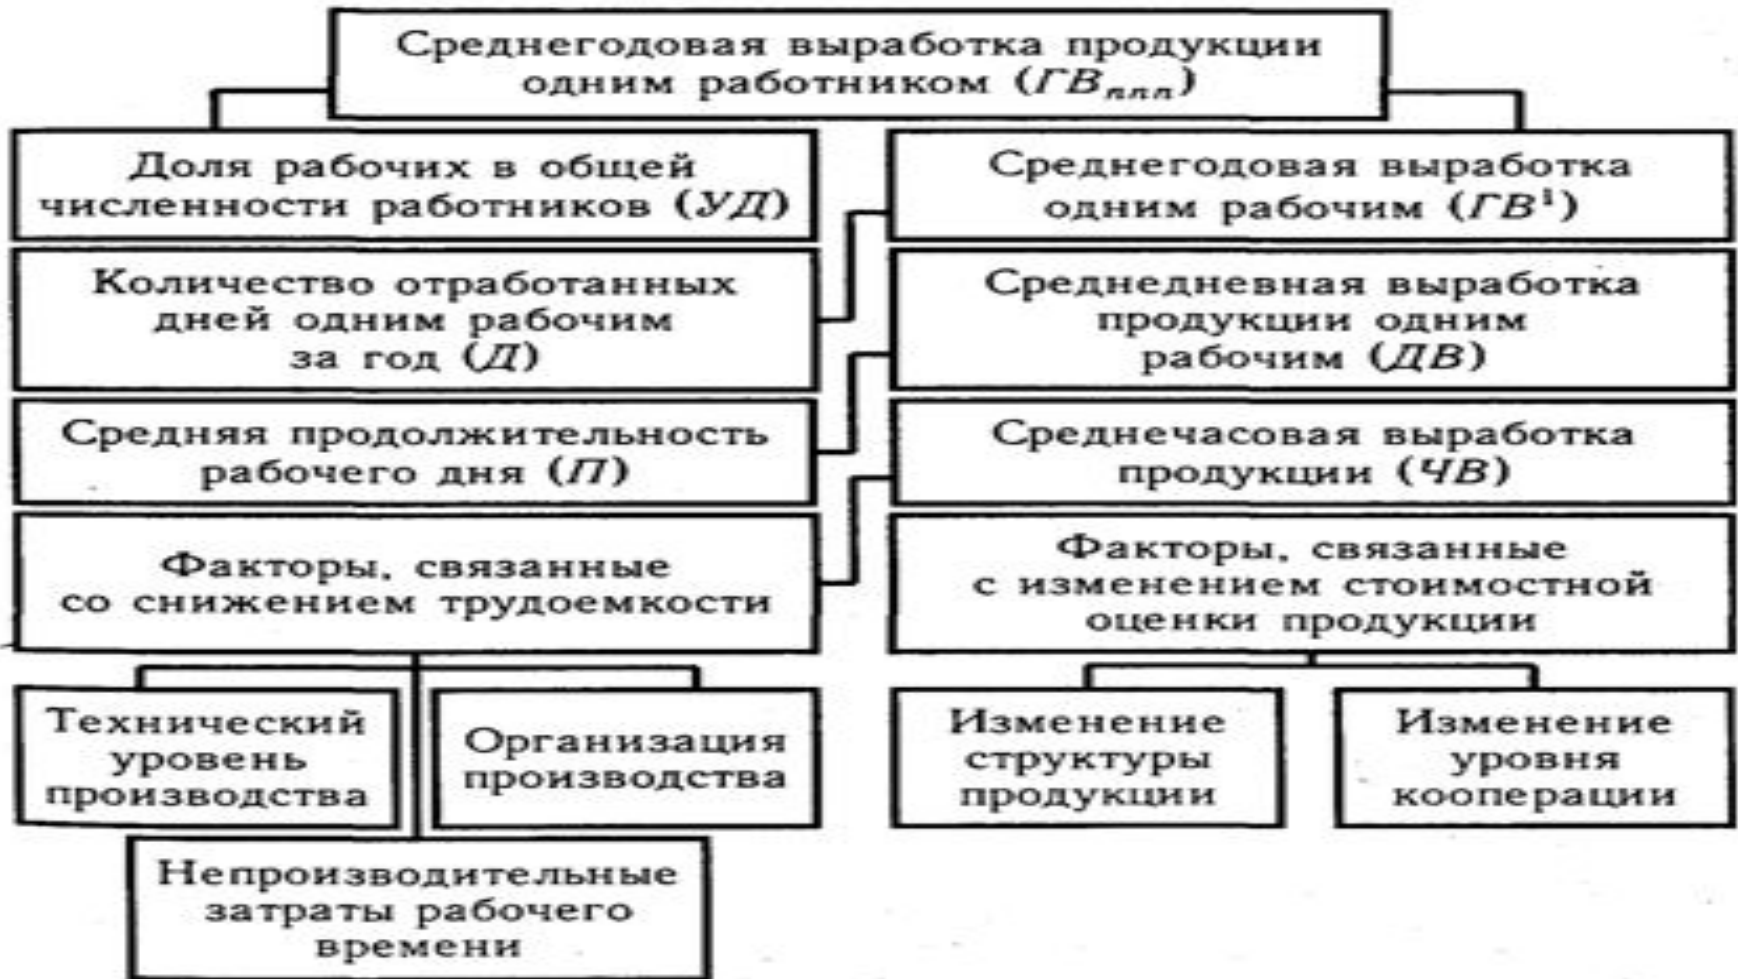 Среднегодовая выработка продукции
одним работником (ГВппп)
Доля рабочих в общей
численности работников (УД)
Среднегодовая выработка
одним рабочим (ГВ¹)
Количество отработанных
дней одним рабочим
за год (Д)
Среднедневная выработка
продукции одним
рабочим (ДВ)
Средняя продолжительность
рабочего дня (П)
Среднечасовая выработка
продукции (ЧВ)
Факторы, связанные
со снижением трудоемкости
Факторы, связанные
с изменением стоимостной
оценки продукции
Технический
уровень
производства
Организация
производства
Изменение
структуры
продукции
Изменение
уровня
кооперации
Непроизводительные
затраты рабочего
времени